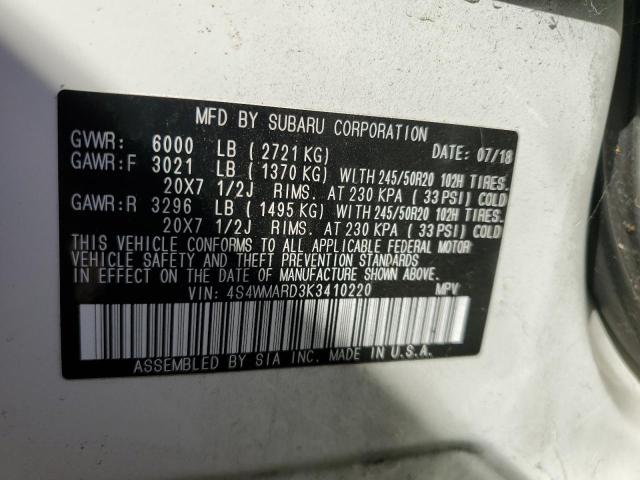 MFD BY SUBARU CORPORATION
GVWR: 6000 LB ( 2721 KG) DATE: 07/18
GAWR:F 3021 LB ( 1370 KG) WITH 245/50R20 102H TIRES.
20X7 1/2J RIMS. AT 230 KPA ( 33 PSI) COLD
GAWR:R 3296 LB ( 1495 KG) WITH 245/50R20 102H TIRES.
20X7 1/2J RIMS. AT 230 KPA ( 33 PSI) COLD
THIS VEHICLE CONFORMS TO ALL APPLICABLE FEDERAL MOTOR
VEHICLE SAFETY AND THEFT PREVENTION STANDARDS
IN EFFECT ON THE DATE OF MANUFACTURE SHOWN ABOVE.
VIN: 4S4WMARD3K3410220 MPV
ASSEMBLED BY SIA INC. MADE IN U.S.A.